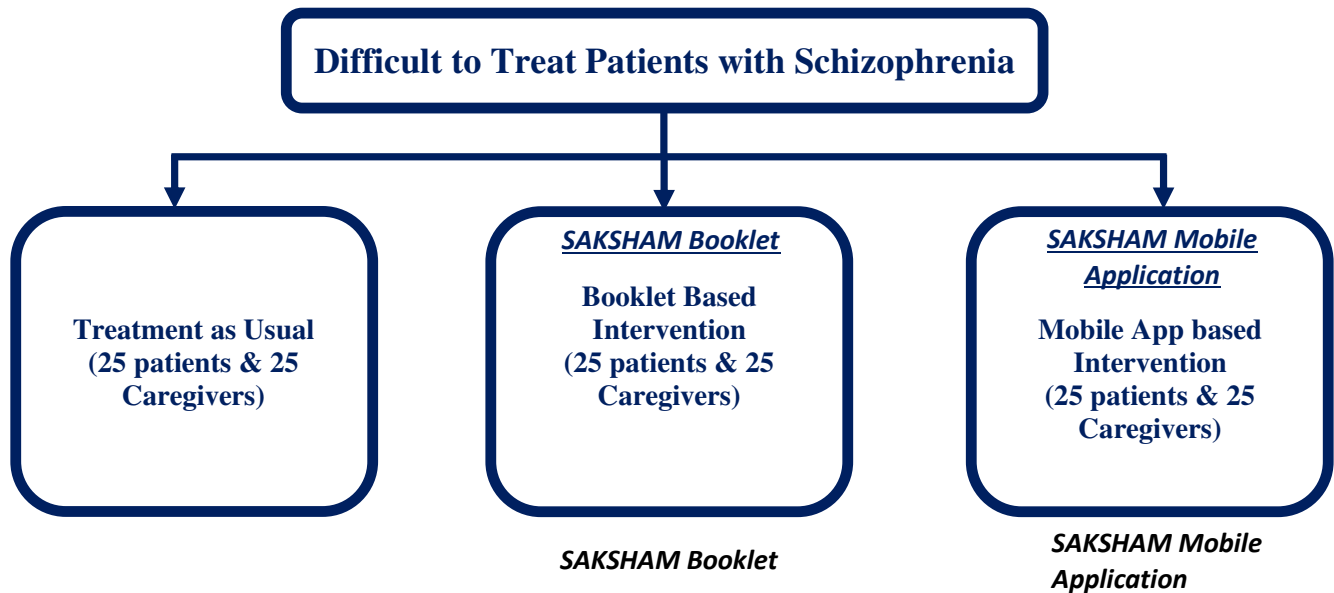 Difficult to Treat Patients with Schizophrenia
Treatment as Usual
(25 patients & 25
Caregivers)
SAKSHAM Booklet
Booklet Based
Intervention
(25 patients & 25
Caregivers)
SAKSHAM Mobile
Application
Mobile App based
Intervention
(25 patients & 25
Caregivers)
SAKSHAM Booklet
SAKSHAM Mobile
Application